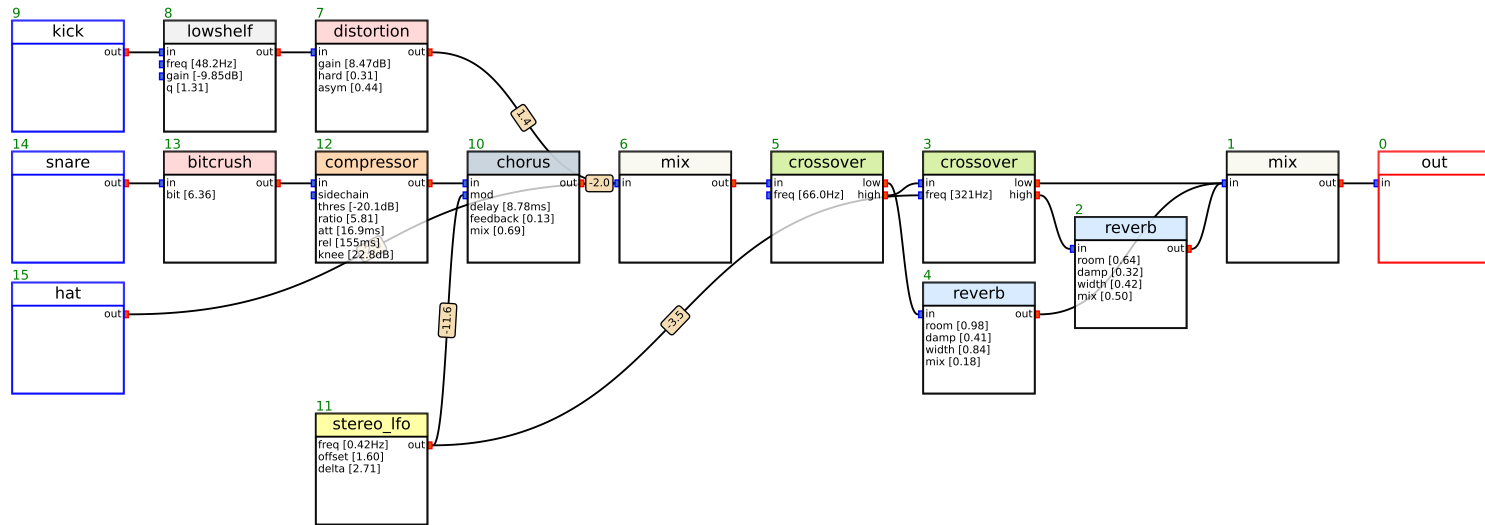 9
kick
out
8
lowshelf
in out
freq [48.2Hz]
gain [-9.85dB]
q [1.31]
7
distortion
in out
gain [8.47dB]
hard [0.31]
asym [0.44]
1.4
14
snare
out
13
bitcrush
in out
bit [6.36]
12
compressor
in out
sidechain
thres [-20.1dB]
ratio [5.81]
att [16.9ms]
rel [155ms]
knee [22.8dB]
10
chorus
in out
mod
delay [8.78ms]
feedback [0.13]
mix [0.69]
-2.0
6
mix
in out
5
crossover
in low
freq [66.0Hz] high
3
crossover
in low
freq [321Hz] high
2
reverb
in out
room [0.64]
damp [0.32]
width [0.42]
mix [0.50]
1
mix
in out
0
out
in
15
hat
out
-11.6
-3.5
4
reverb
in out
room [0.98]
damp [0.41]
width [0.84]
mix [0.18]
11
stereo_lfo
freq [0.42Hz] out
offset [1.60]
delta [2.71]